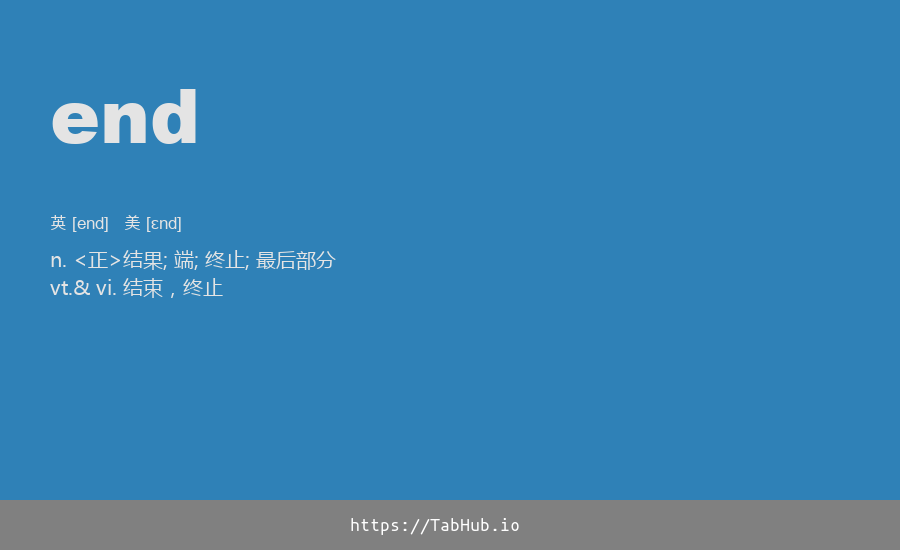 end
英 [end]   美 [ɛnd]
n. <正>结果; 端; 终止; 最后部分
vt.& vi. 结束，终止
https://TabHub.io